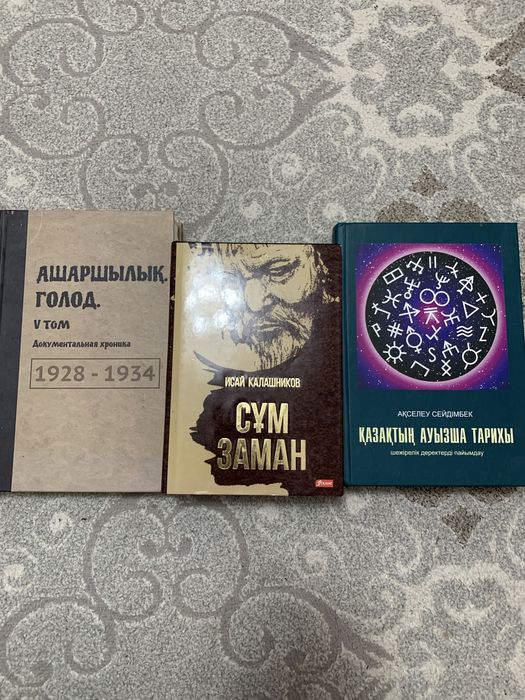 АШАРШЫЛЫҚ.
ГОЛОД.
V ТОМ
Документальная хроника
1928 - 1934
ИСАЙ КАЛАШНИКОВ
СҰМ
ЗАМАН
АҚСЕЛЕУ СЕЙДІМБЕК
ҚАЗАҚТЫҢ АУЫЗША ТАРИХЫ
шежірелік деректерді пайымдау